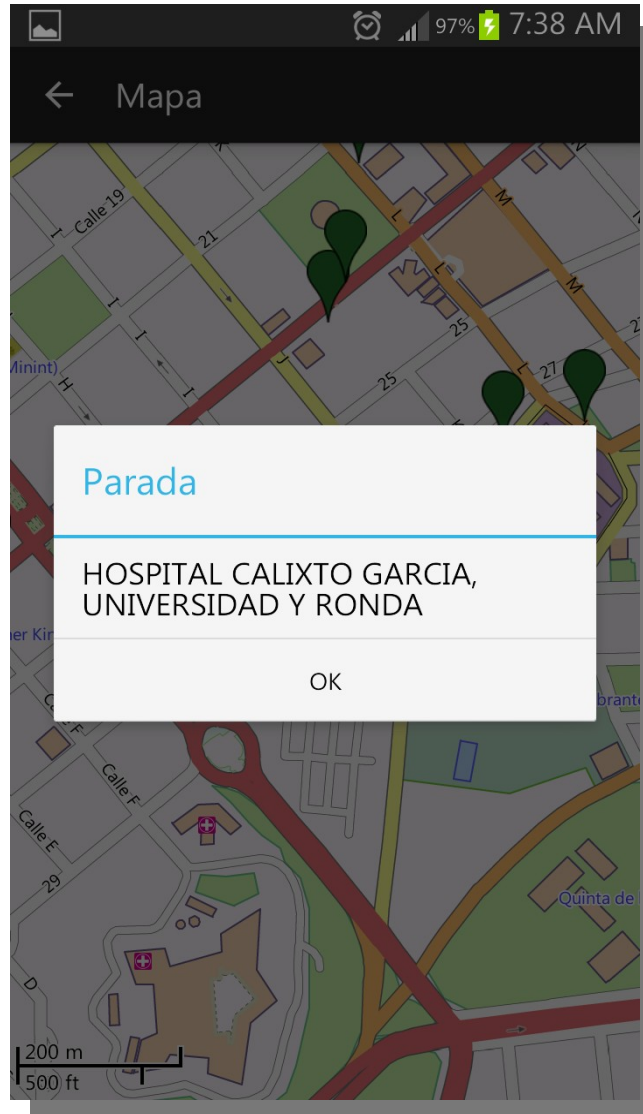 97% 7:38 AM
Mapa
K
Calle 19
I
21
L
M
I
I
I
J
L
M
25
25
27
L
Minint)
H
K
Parada
HOSPITAL CALIXTO GARCIA,
UNIVERSIDAD Y RONDA
OK
Calle F
Calle E
29
D
Quinta de
200 m
500 ft